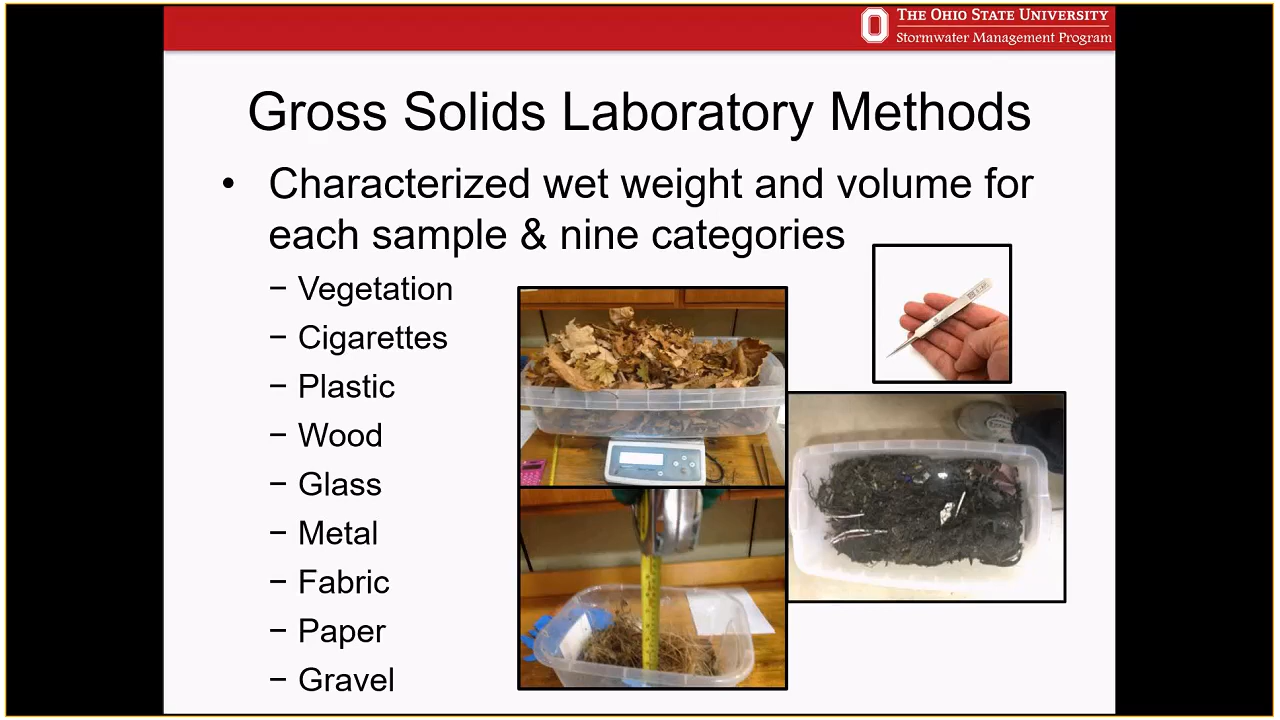 THE OHIO STATE UNIVERSITY
Stormwater Management Program
Gross Solids Laboratory Methods
• Characterized wet weight and volume for
each sample & nine categories
− Vegetation
− Cigarettes
− Plastic
− Wood
− Glass
− Metal
− Fabric
− Paper
− Gravel